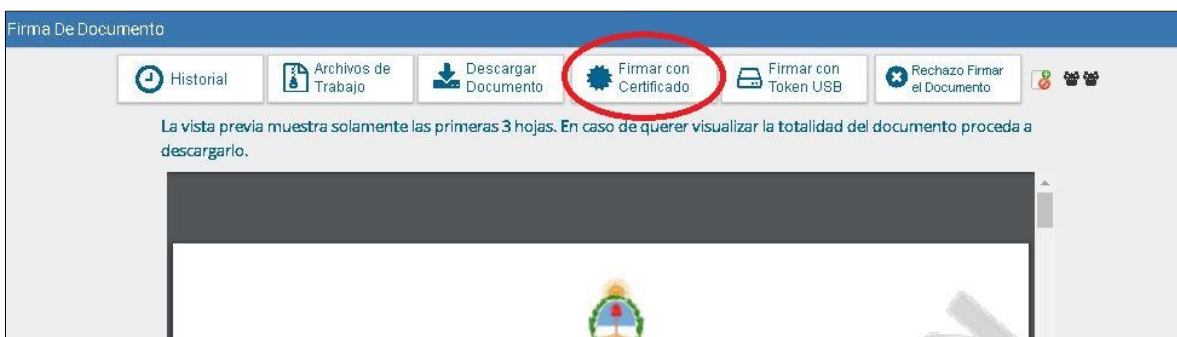 Firma De Documento
Historial
Archivos de
Trabajo
Descargar
Documento
Firmar con
Certificado
Firmar con
Token USB
Rechazo Firmar
el Documento
La vista previa muestra solamente las primeras 3 hojas. En caso de querer visualizar la totalidad del documento proceda a
descargarlo.